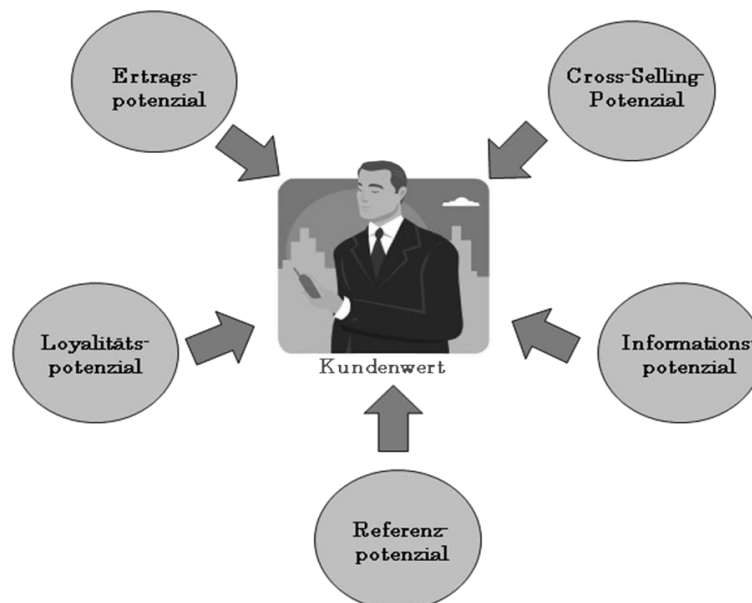 Ertrags-
potenzial
Cross-Selling-
Potenzial
Loyalitäts-
potenzial
Kundenwert
Informations-
potenzial
Referenz-
potenzial